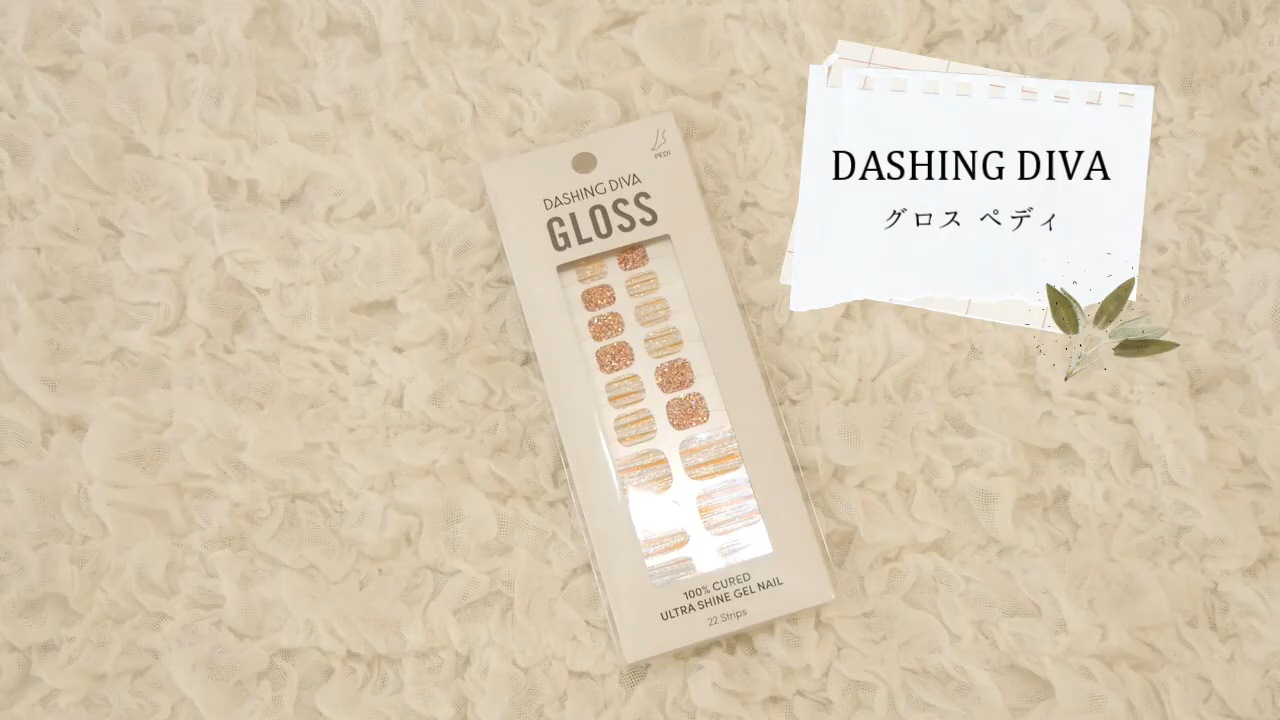 PEDI
DASHING DIVA
GLOSS
100% CURED
ULTRA SHINE GEL NAIL
22 Strips
DASHING DIVA
グロス ペディ